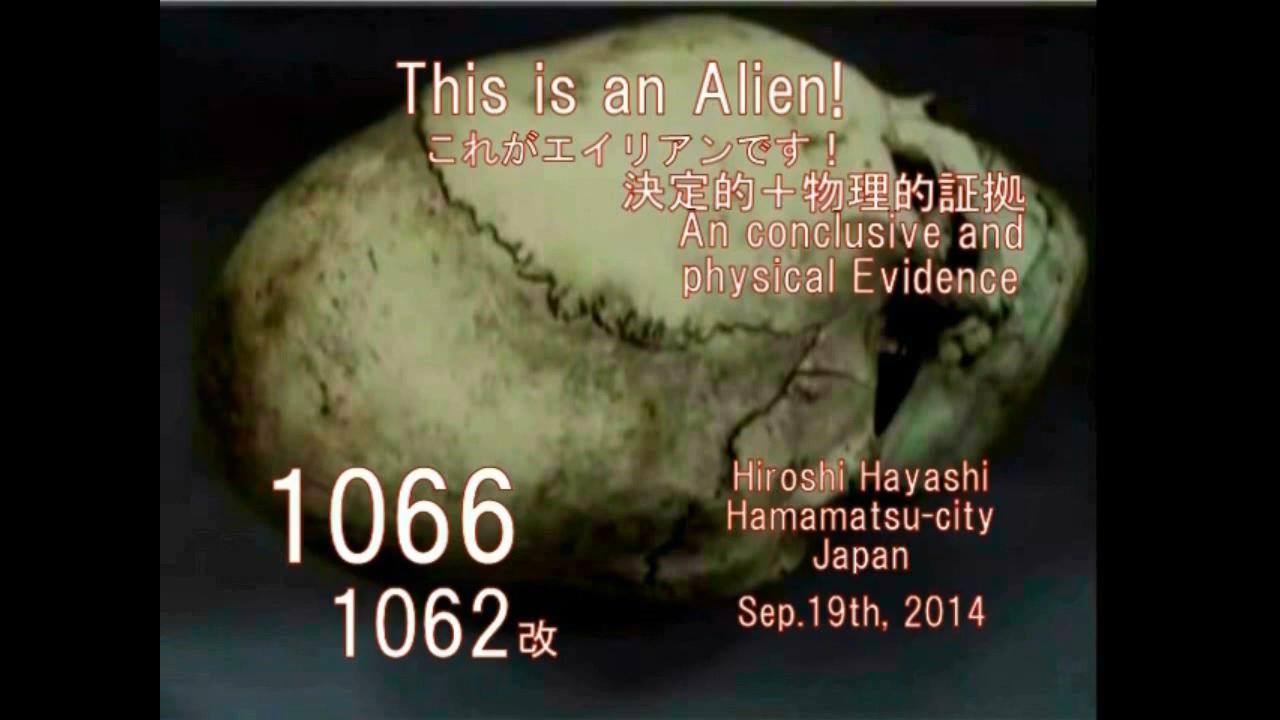 This is an Alien!
これがエイリアンです！
決定的＋物理的証拠
An conclusive and
physical Evidence
1066
1062改
Hiroshi Hayashi
Hamamatsu-city
Japan
Sep.19th, 2014